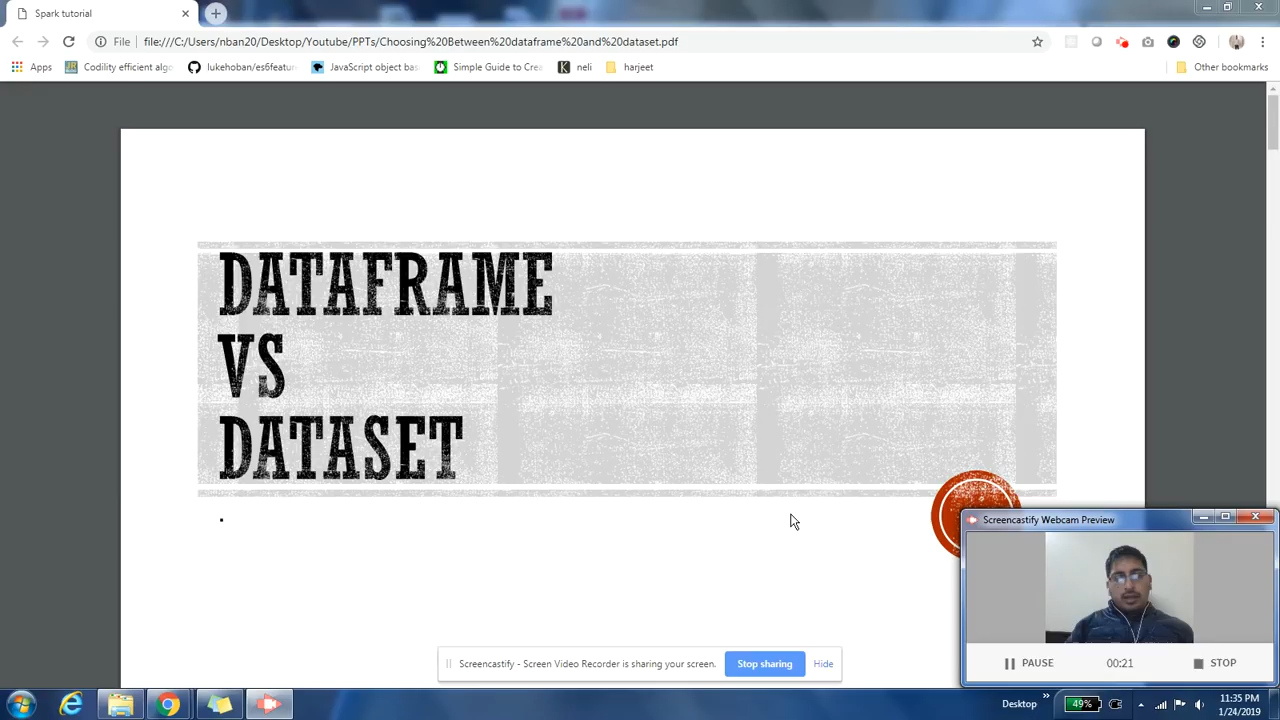 Spark tutorial
File
file:///C:/Users/nban20/Desktop/Youtube/PPTs/Choosing%20Between%20dataframe%20and%20dataset.pdf
Apps
Codility efficient algo
lukehoban/es6featur
JavaScript object bas
Simple Guide to Crea
neli
harjeet
Other bookmarks
DATAFRAME
VS
DATASET
Screencastify Webcam Preview
PAUSE
00:21
STOP
Screencastify - Screen Video Recorder is sharing your screen.
Stop sharing
Hide
Desktop
49%
11:35 PM
1/24/2019